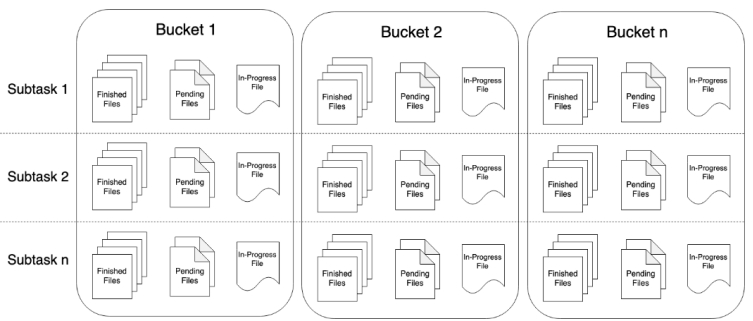 Bucket 1
Bucket 2
Bucket n
Subtask 1
Finished
Files
Pending
Files
In-Progress
File
Finished
Files
Pending
Files
In-Progress
File
Finished
Files
Pending
Files
In-Progress
File
Subtask 2
Finished
Files
Pending
Files
In-Progress
File
Finished
Files
Pending
Files
In-Progress
File
Finished
Files
Pending
Files
In-Progress
File
Subtask n
Finished
Files
Pending
Files
In-Progress
File
Finished
Files
Pending
Files
In-Progress
File
Finished
Files
Pending
Files
In-Progress
File